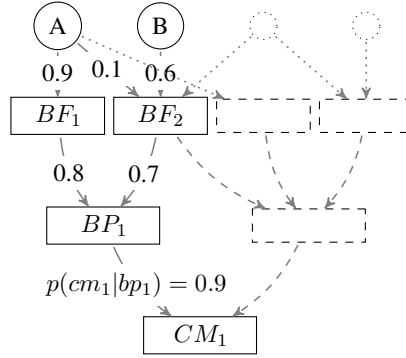 A B
0.9 0.1 0.6
BF₁ BF₂
0.8 0.7
BP₁
p(cm₁|bp₁) = 0.9
CM₁